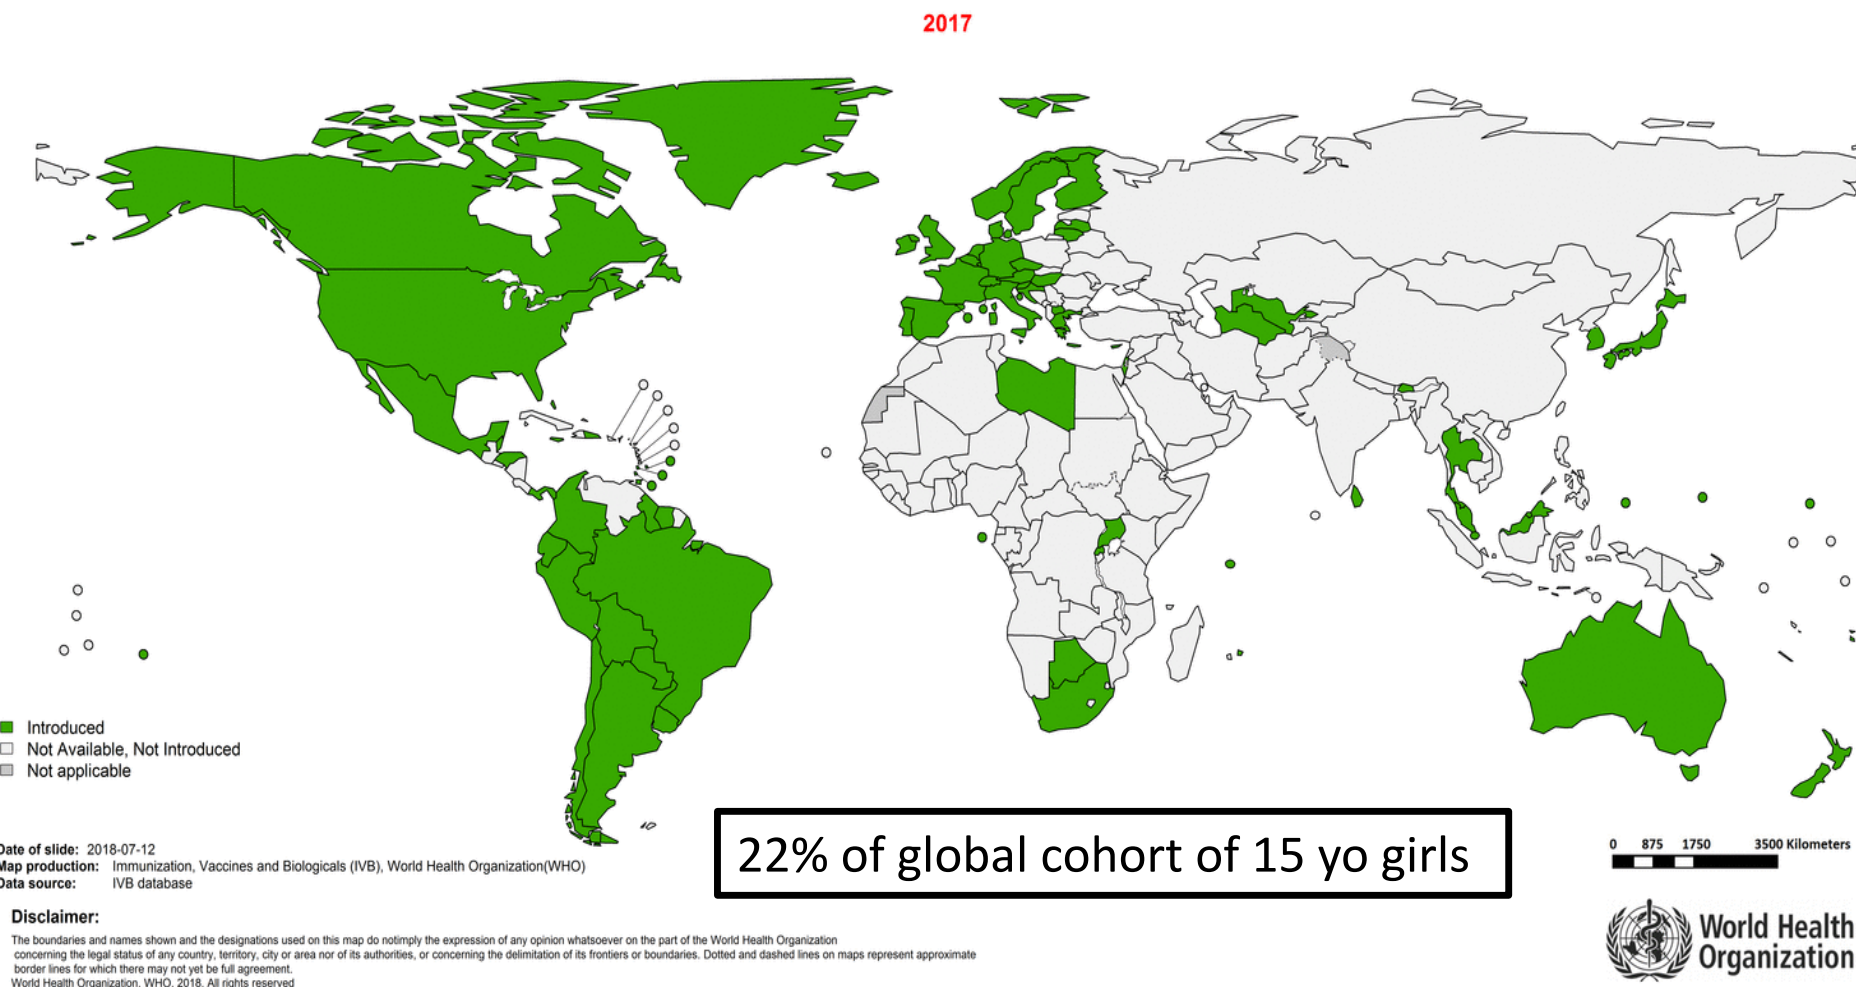 2017
Introduced
Not Available, Not Introduced
Not applicable
Date of slide: 2018-07-12
Map production: Immunization, Vaccines and Biologicals (IVB), World Health Organization(WHO)
Data source: IVB database
22% of global cohort of 15 yo girls
0 875 1750 3500 Kilometers
Disclaimer:
The boundaries and names shown and the designations used on this map do notimply the expression of any opinion whatsoever on the part of the World Health Organization
concerning the legal status of any country, territory, city or area nor of its authorities, or concerning the delimitation of its frontiers or boundaries. Dotted and dashed lines on maps represent approximate
border lines for which there may not yet be full agreement.
World Health Organization, WHO, 2018. All rights reserved
World Health
Organization